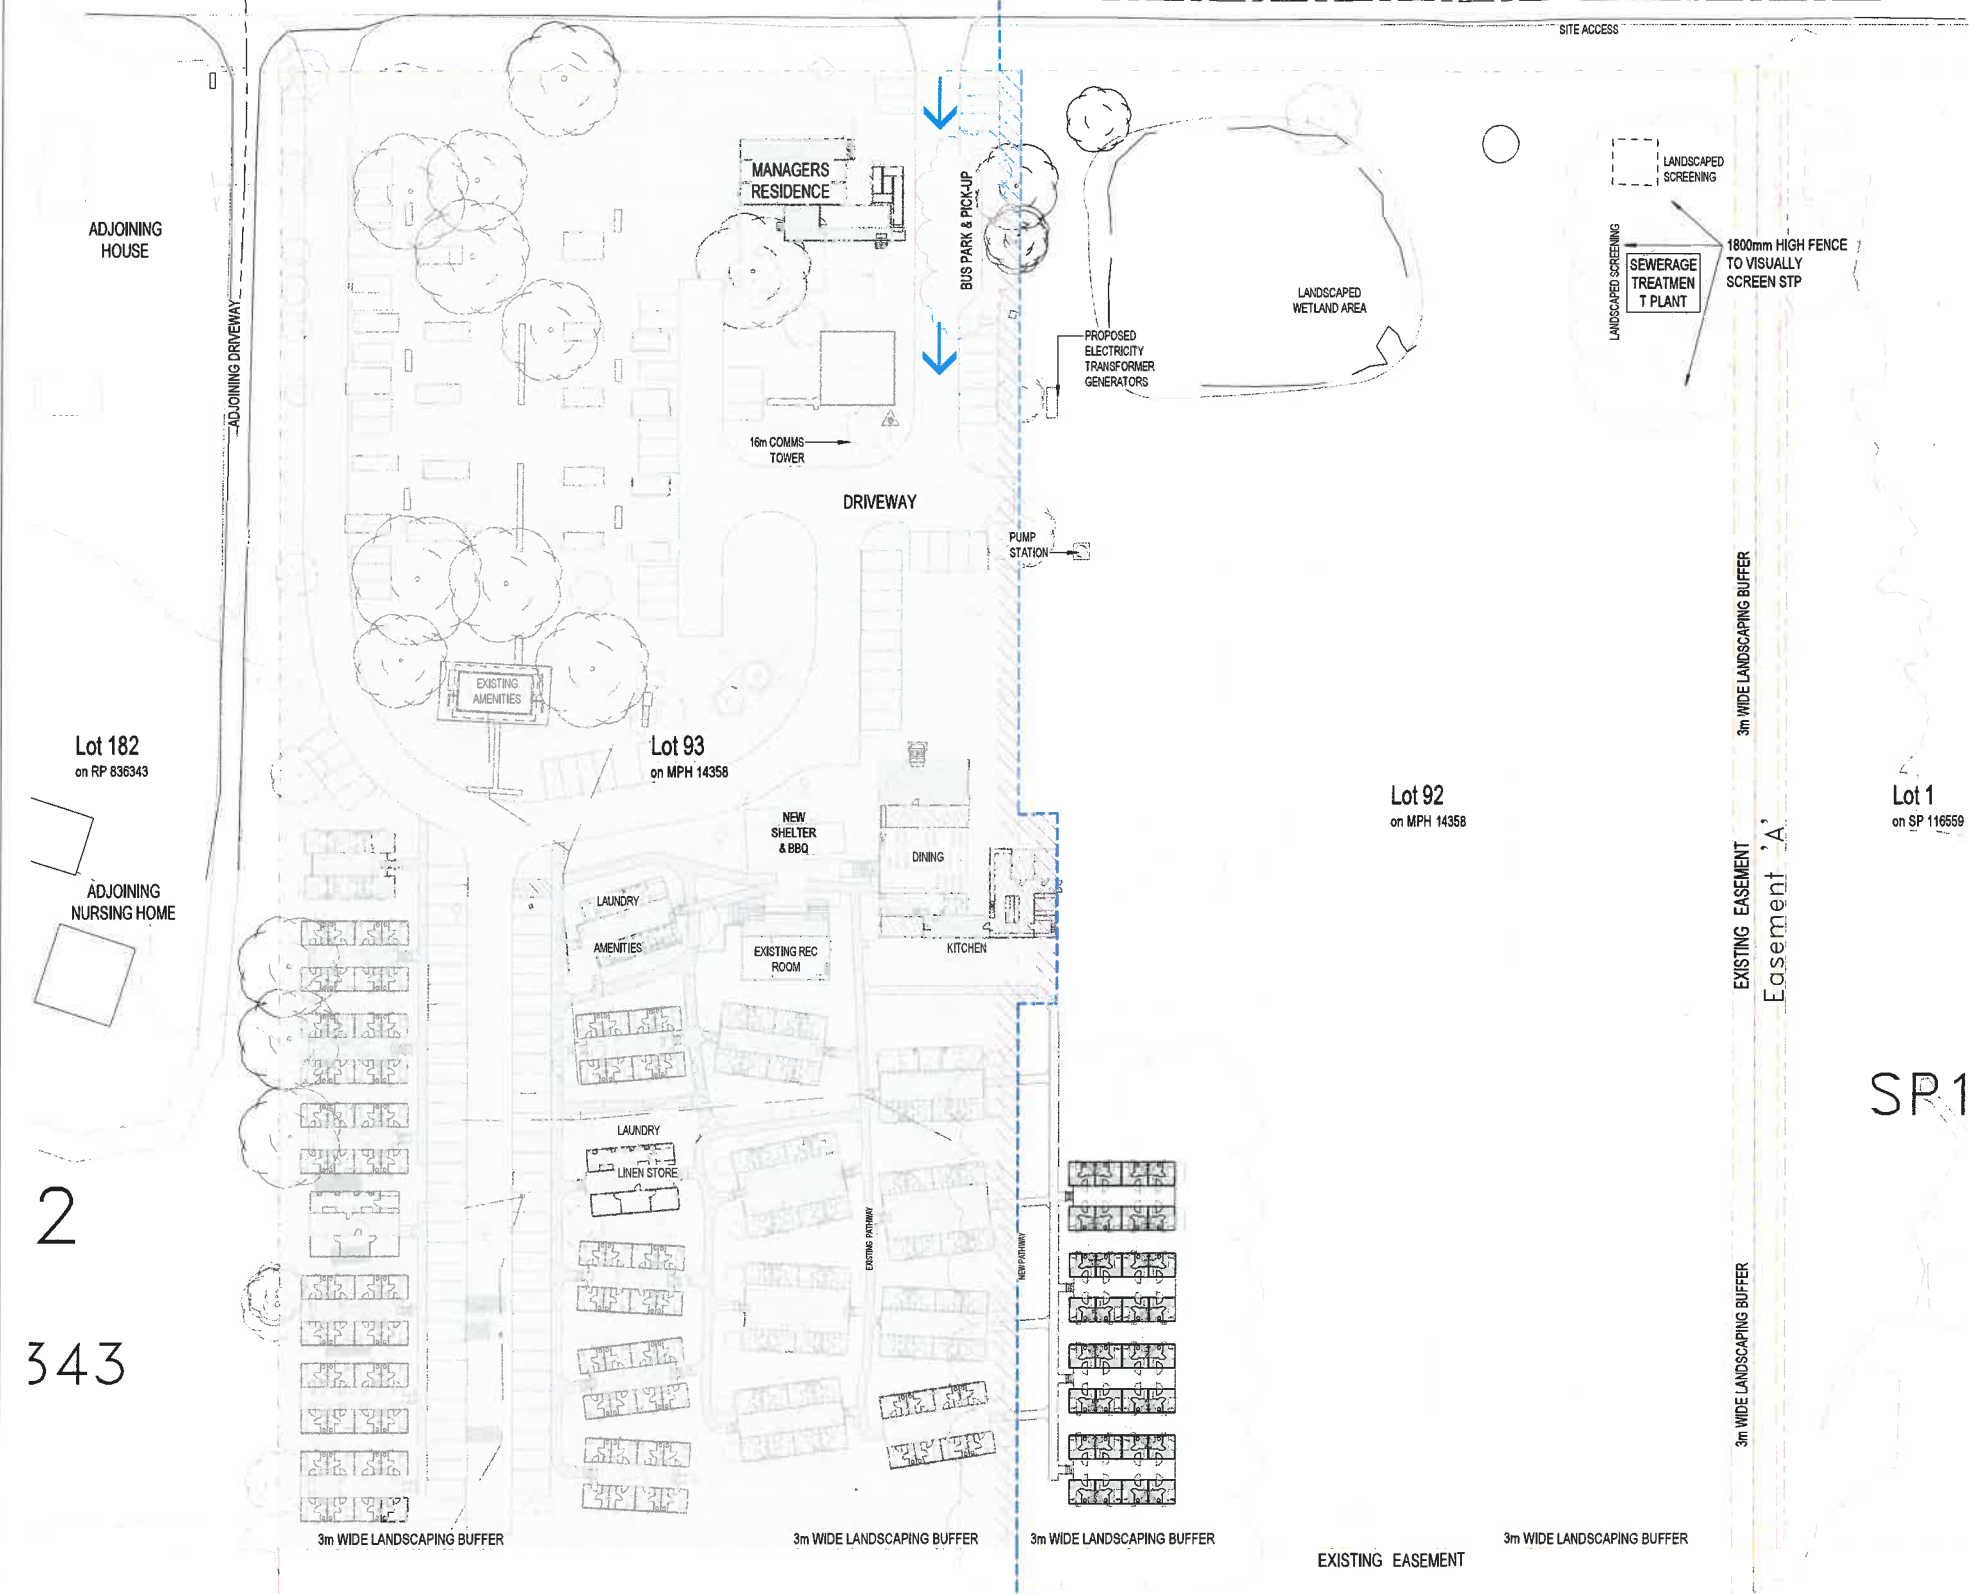 SITE ACCESS
MANAGERS
RESIDENCE
BUS PARK & PICK-UP
LANDSCAPED
SCREENING
LANDSCAPED SCREENING
ADJOINING
HOUSE
1800mm HIGH FENCE
TO VISUALLY
SCREEN STP
SEWERAGE
TREATMEN
T PLANT
LANDSCAPED
WETLAND AREA
ADJOINING DRIVEWAY
PROPOSED
ELECTRICITY
TRANSFORMER
GENERATORS
16m COMMS
TOWER
DRIVEWAY
PUMP
STATION
3m WIDE LANDSCAPING BUFFER
EXISTING
AMENITIES
Lot 182
on RP 836343
Lot 93
on MPH 14358
Lot 92
on MPH 14358
Lot 1
on SP 116559
NEW
SHELTER
& BBQ
DINING
EXISTING EASEMENT
Easement 'A'
ADJOINING
NURSING HOME
LAUNDRY
AMENITIES
EXISTING REC
ROOM
KITCHEN
SP1
LAUNDRY
LINEN STORE
2
EXISTING PATHWAY
NEW PATHWAY
3m WIDE LANDSCAPING BUFFER
343
3m WIDE LANDSCAPING BUFFER
3m WIDE LANDSCAPING BUFFER
3m WIDE LANDSCAPING BUFFER
3m WIDE LANDSCAPING BUFFER
EXISTING EASEMENT